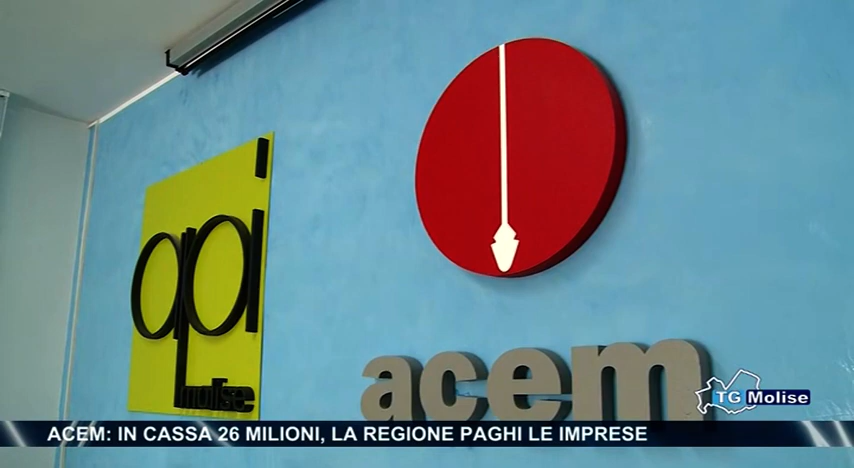 api
molise
acem
TG Molise
ACEM: IN CASSA 26 MILIONI, LA REGIONE PAGHI LE IMPRESE